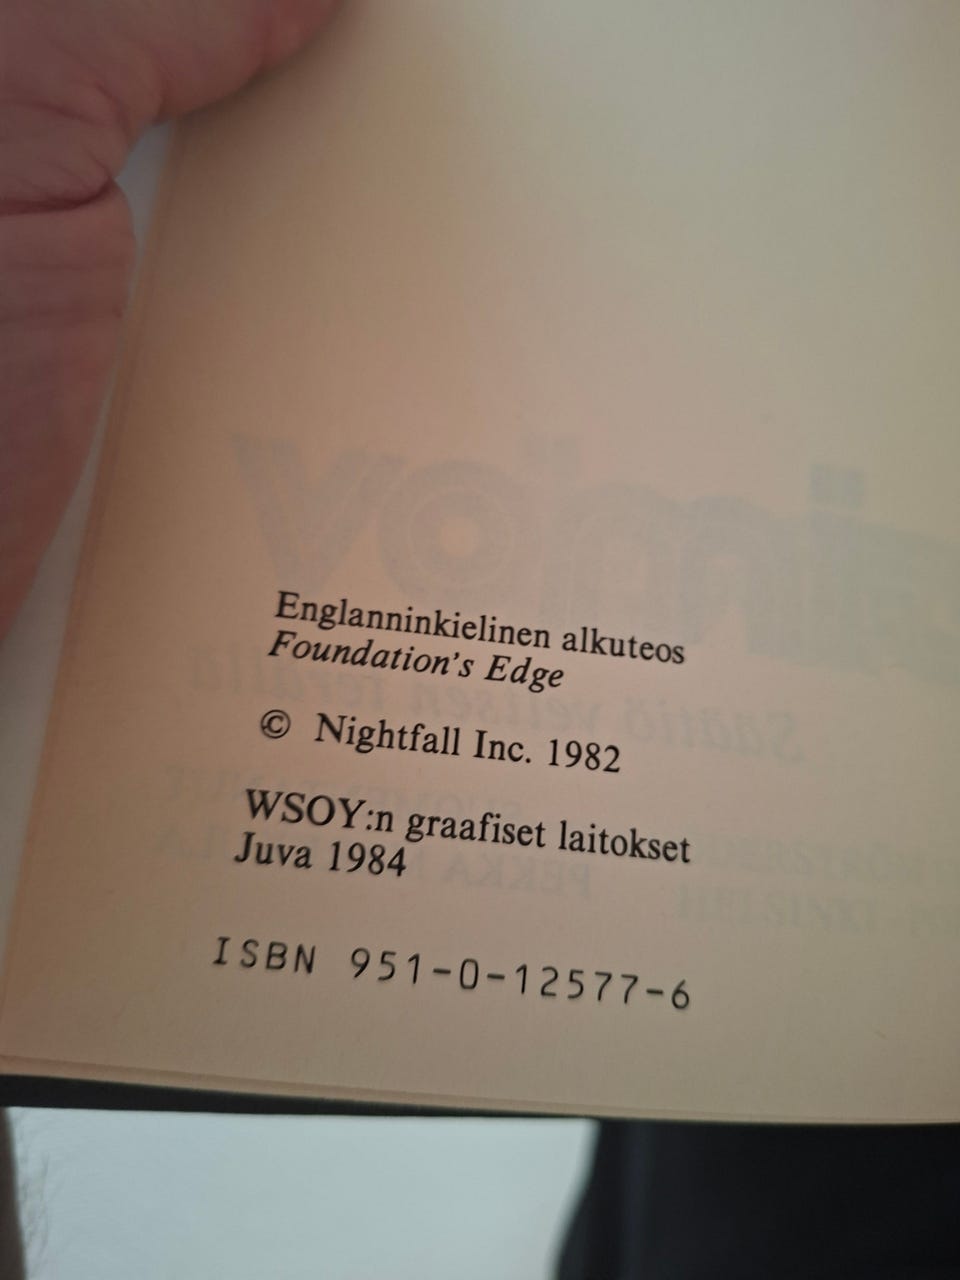 Englanninkielinen alkuteos
Foundation's Edge
© Nightfall Inc. 1982
WSOY:n graafiset laitokset
Juva 1984
ISBN 951-0-12577-6